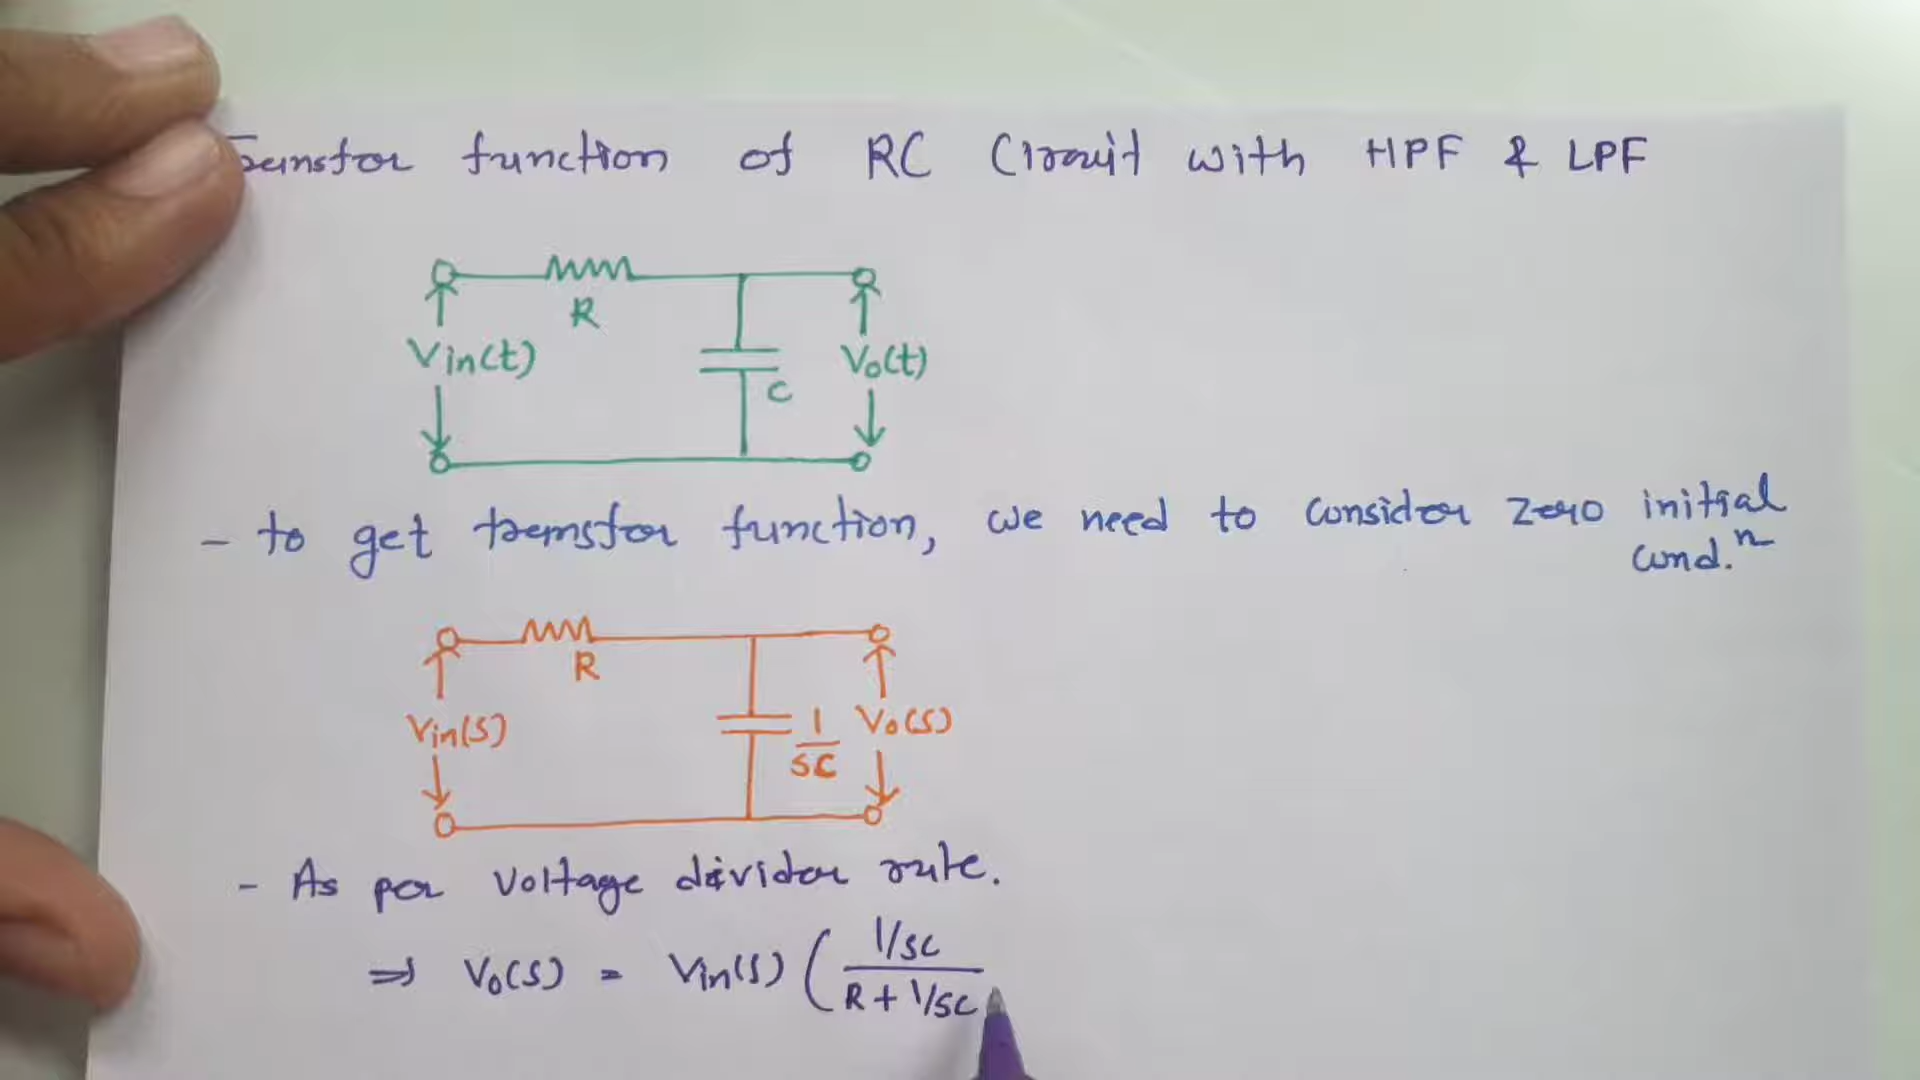 Transfer function of RC Circuit with HPF & LPF
R
Vin(t)
C
Vo(t)
- to get transfer function, we need to consider zero initial cond.n
R
Vin(s)
1/SC
Vo(s)
- As per voltage divider rule.
⇒ Vo(s) = Vin(s) ( 1/SC / R + 1/SC